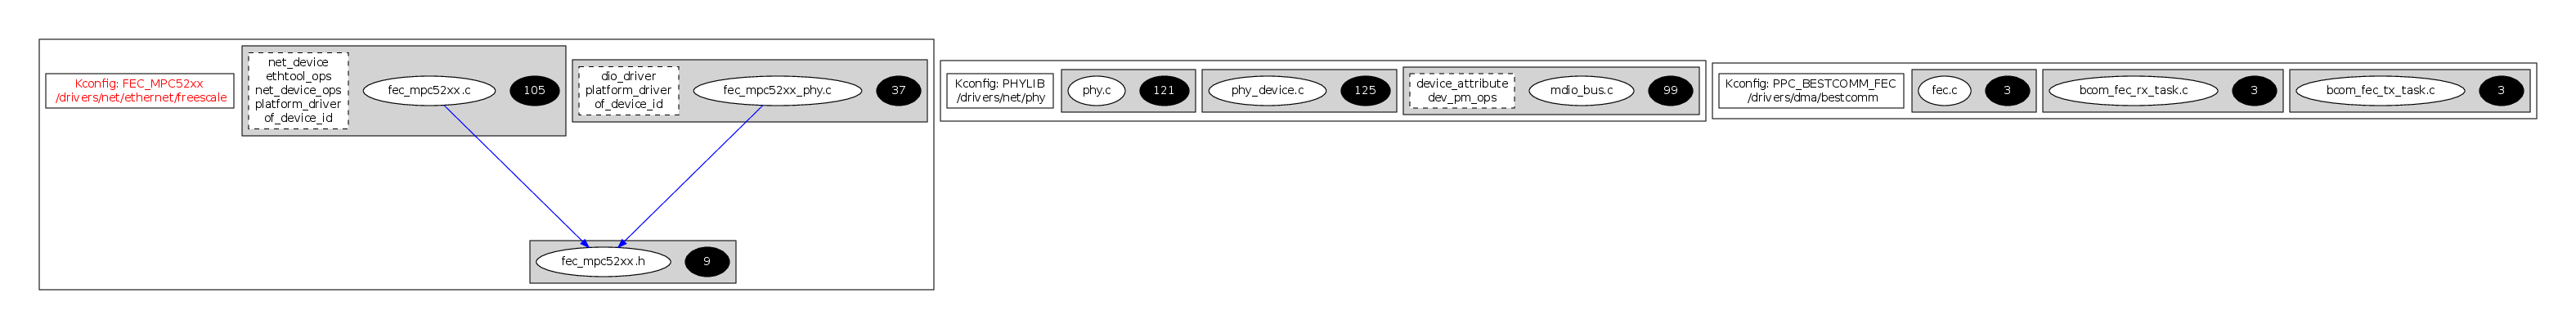 Kconfig: FEC_MPC52xx
/drivers/net/ethernet/freescale
net_device
ethtool_ops
net_device_ops
platform_driver
of_device_id
fec_mpc52xx.c
105
dio_driver
platform_driver
of_device_id
fec_mpc52xx_phy.c
37
fec_mpc52xx.h
9
Kconfig: PHYLIB
/drivers/net/phy
phy.c
121
phy_device.c
125
device_attribute
dev_pm_ops
mdio_bus.c
99
Kconfig: PPC_BESTCOMM_FEC
/drivers/dma/bestcomm
fec.c
3
bcom_fec_rx_task.c
3
bcom_fec_tx_task.c
3